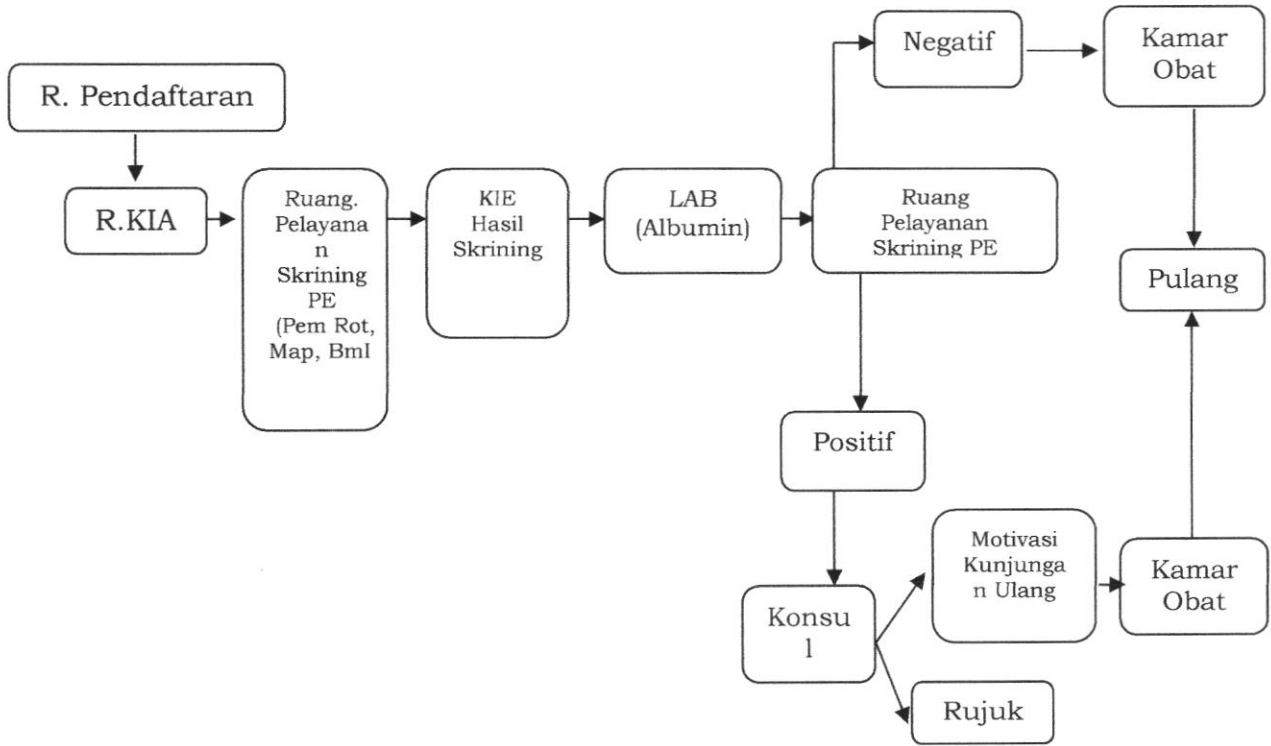 R. Pendaftaran
R.KIA
Ruang.
Pelayana
n
Skrining
PE
(Pem Rot,
Map, BmI
KIE
Hasil
Skrining
LAB
(Albumin)
Ruang
Pelayanan
Skrining PE
Negatif
Kamar
Obat
Pulang
Positif
Konsu
l
Motivasi
Kunjunga
n Ulang
Kamar
Obat
Rujuk